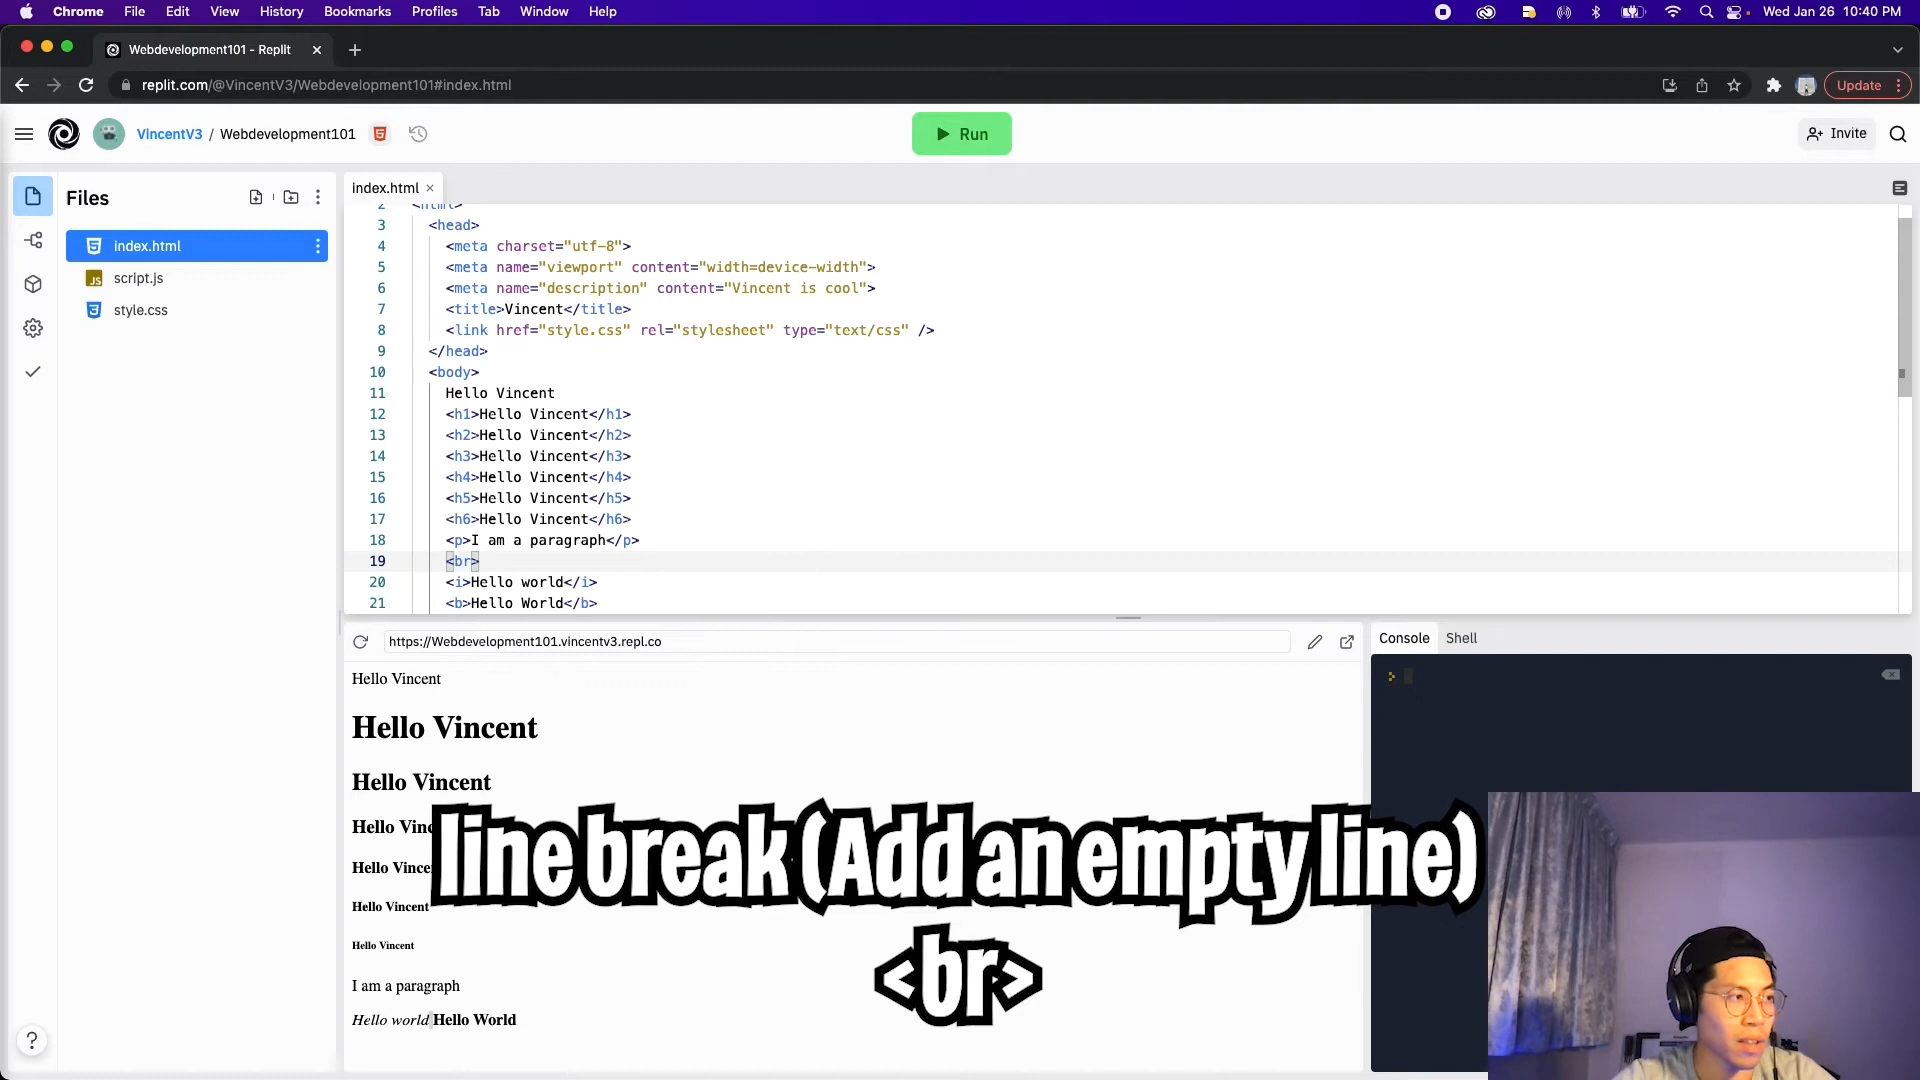 Chrome File Edit View History Bookmarks Profiles Tab Window Help Wed Jan 26 10:40 PM
Webdevelopment101 - Replit
replit.com/@VincentV3/Webdevelopment101#index.html Update
VincentV3 / Webdevelopment101 Run Invite
Files
index.html
script.js
style.css
index.html
2 <html>
3 <head>
4 <meta charset="utf-8">
5 <meta name="viewport" content="width=device-width">
6 <meta name="description" content="Vincent is cool">
7 <title>Vincent</title>
8 <link href="style.css" rel="stylesheet" type="text/css" />
9 </head>
10 <body>
11 Hello Vincent
12 <h1>Hello Vincent</h1>
13 <h2>Hello Vincent</h2>
14 <h3>Hello Vincent</h3>
15 <h4>Hello Vincent</h4>
16 <h5>Hello Vincent</h5>
17 <h6>Hello Vincent</h6>
18 <p>I am a paragraph</p>
19 <br>
20 <i>Hello world</i>
21 <b>Hello World</b>
https://Webdevelopment101.vincentv3.repl.co
Console Shell
Hello Vincent
Hello Vincent
Hello Vincent
Hello Vinc
Hello Vince
Hello Vincent
Hello Vincent
I am a paragraph
Hello world Hello World
line break (Add an empty line)
<br>